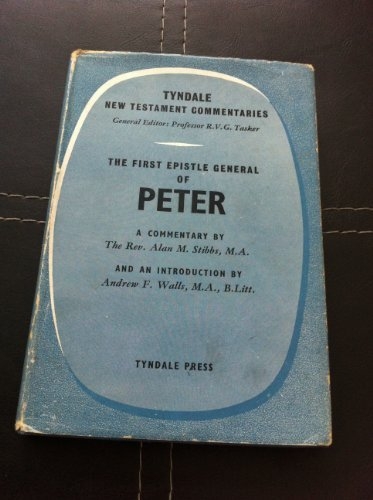 TYNDALE
NEW TESTAMENT COMMENTARIES
General Editor: Professor R.V.G. Tasker
THE FIRST EPISTLE GENERAL
OF
PETER
A COMMENTARY BY
The Rev. Alan M. Stibbs, M.A.
AND AN INTRODUCTION BY
Andrew F. Walls, M.A., B.Litt.
TYNDALE PRESS